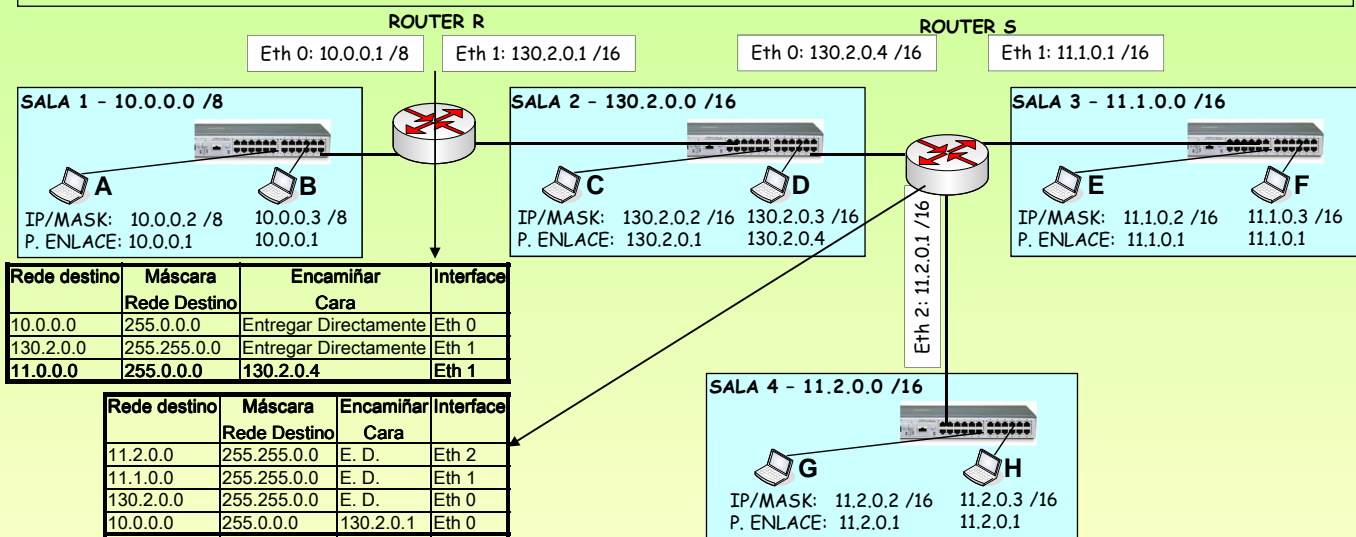 ROUTER R
ROUTER S
Eth 0: 10.0.0.1 /8
Eth 1: 130.2.0.1 /16
Eth 0: 130.2.0.4 /16
Eth 1: 11.1.0.1 /16
SALA 1 - 10.0.0.0 /8
A
B
IP/MASK: 10.0.0.2 /8 10.0.0.3 /8
P. ENLACE: 10.0.0.1 10.0.0.1
SALA 2 - 130.2.0.0 /16
C
D
IP/MASK: 130.2.0.2 /16 130.2.0.3 /16
P. ENLACE: 130.2.0.1 130.2.0.4
SALA 3 - 11.1.0.0 /16
E
F
IP/MASK: 11.1.0.2 /16 11.1.0.3 /16
P. ENLACE: 11.1.0.1 11.1.0.1
Eth 2: 11.2.0.1 /16
Rede destino Máscara Encamiñar Interface
Rede Destino Cara
10.0.0.0 255.0.0.0 Entregar Directamente Eth 0
130.2.0.0 255.255.0.0 Entregar Directamente Eth 1
11.0.0.0 255.0.0.0 130.2.0.4 Eth 1
Rede destino Máscara Encamiñar Interface
Rede Destino Cara
11.2.0.0 255.255.0.0 E. D. Eth 2
11.1.0.0 255.255.0.0 E. D. Eth 1
130.2.0.0 255.255.0.0 E. D. Eth 0
10.0.0.0 255.0.0.0 130.2.0.1 Eth 0
SALA 4 - 11.2.0.0 /16
G
H
IP/MASK: 11.2.0.2 /16 11.2.0.3 /16
P. ENLACE: 11.2.0.1 11.2.0.1